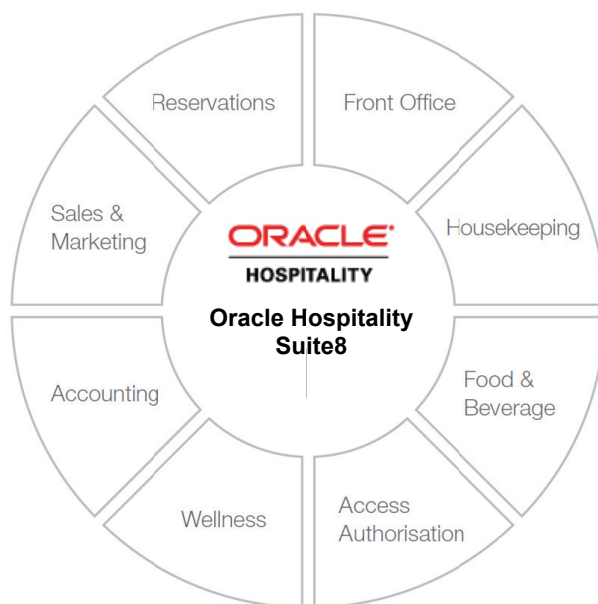 Reservations
Front Office
Sales &
Marketing
Housekeeping
ORACLE®
HOSPITALITY
Oracle Hospitality
Suite8
Accounting
Food &
Beverage
Wellness
Access
Authorisation